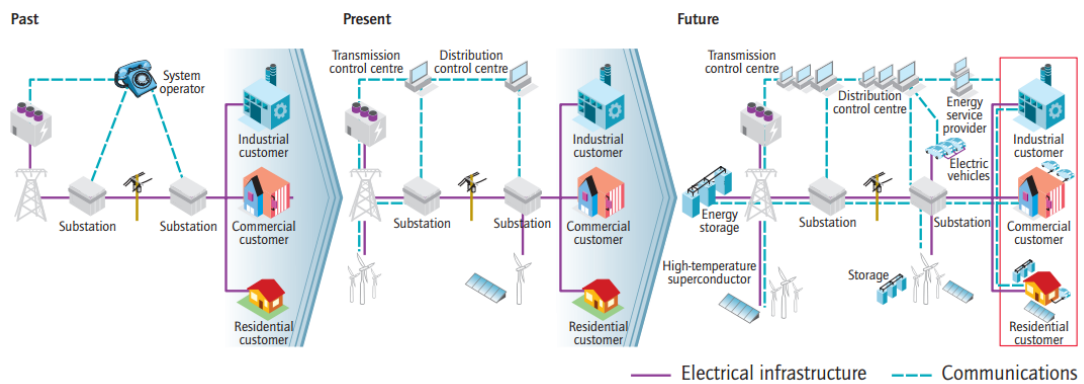 Past
System
operator
Substation
Substation
Industrial
customer
Commercial
customer
Residential
customer
Present
Transmission
control centre
Distribution
control centre
Substation
Substation
Industrial
customer
Commercial
customer
Residential
customer
Future
Transmission
control centre
Distribution
control centre
Energy
service
provider
Electric
vehicles
Energy
storage
Substation
Substation
High-temperature
superconductor
Storage
Industrial
customer
Commercial
customer
Residential
customer
Electrical infrastructure
Communications